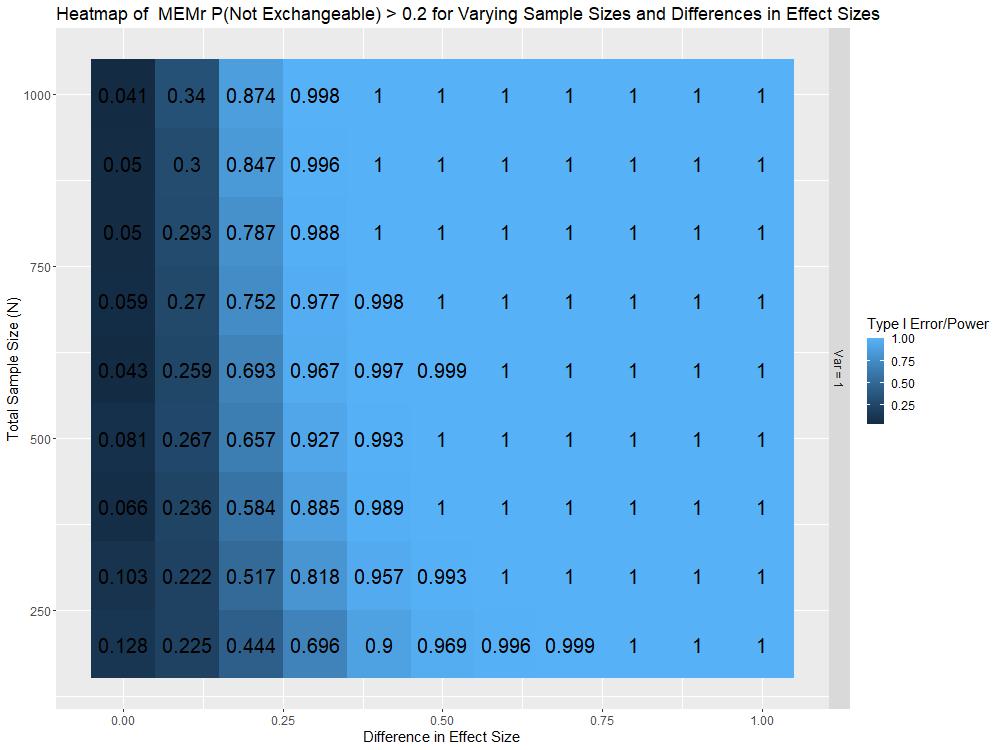 Heatmap of  MEMr P(Not Exchangeable) > 0.2 for Varying Sample Sizes and Differences in Effect Sizes
Total Sample Size (N)
1000 0.041 0.34 0.874 0.998 1 1 1 1 1 1 1
0.05 0.3 0.847 0.996 1 1 1 1 1 1 1
0.05 0.293 0.787 0.988 1 1 1 1 1 1 1
750
0.059 0.27 0.752 0.977 0.998 1 1 1 1 1 1
0.043 0.259 0.693 0.967 0.997 0.999 1 1 1 1 1
500 0.081 0.267 0.657 0.927 0.993 1 1 1 1 1 1
0.066 0.236 0.584 0.885 0.989 1 1 1 1 1 1
0.103 0.222 0.517 0.818 0.957 0.993 1 1 1 1 1
250
0.128 0.225 0.444 0.696 0.9 0.969 0.996 0.999 1 1 1
0.00 0.25 0.50 0.75 1.00
Difference in Effect Size
Var = 1
Type I Error/Power
1.00
0.75
0.50
0.25